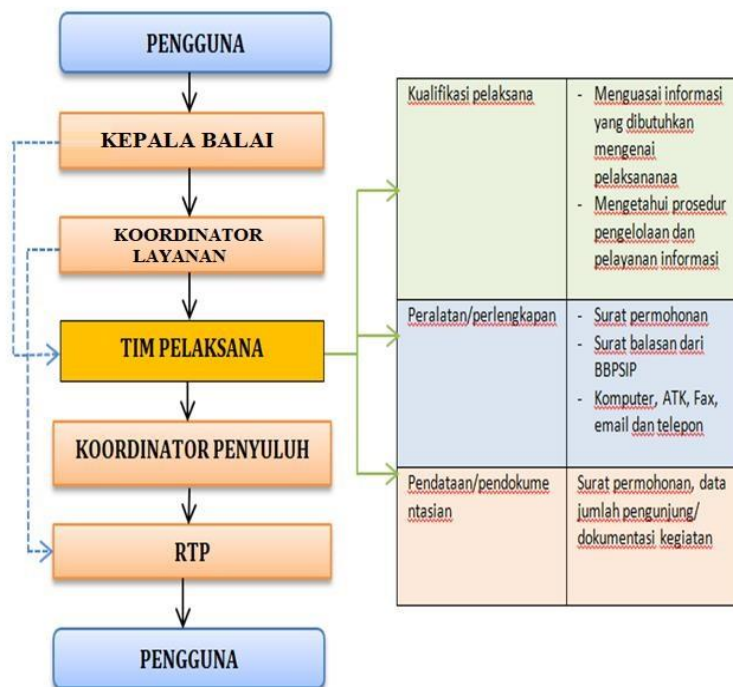 PENGGUNA
KEPALA BALAI
KOORDINATOR
LAYANAN
TIM PELAKSANA
KOORDINATOR PENYULUH
RTP
PENGGUNA
Kualifikasi pelaksana
- Menguasai informasi
yang dibutuhkan
mengenai
pelaksananaa
- Mengetahui prosedur
pengelolaan dan
pelayanan informasi
Peralatan/perlengkapan
- Surat permohonan
- Surat balasan dari
BBPSIP
- Komputer, ATK, Fax,
email dan telepon
Pendataan/pendokume
ntasian
Surat permohonan, data
jumlah pengunjung/
dokumentasi kegiatan